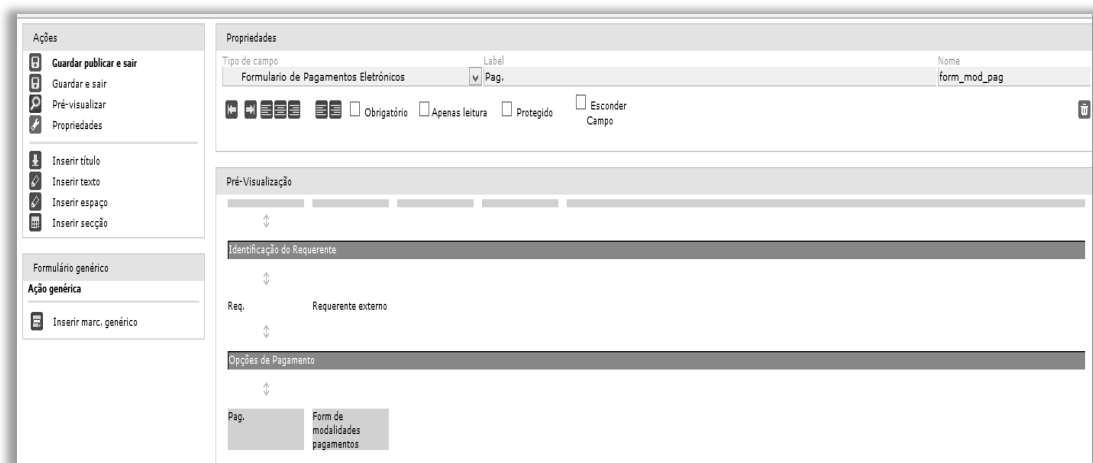 Ações
Guardar publicar e sair
Guardar e sair
Pré-visualizar
Propriedades
Inserir título
Inserir texto
Inserir espaço
Inserir secção
Formulário genérico
Ação genérica
Inserir marc. genérico
Propriedades
Tipo de campo Label Nome
Formulario de Pagamentos Eletrónicos Pag. form_mod_pag
Obrigatório Apenas leitura Protegido Esconder
Campo
Pré-Visualização
Identificação do Requerente
Req. Requerente externo
Opções de Pagamento
Pag. Form de
modalidades
pagamentos